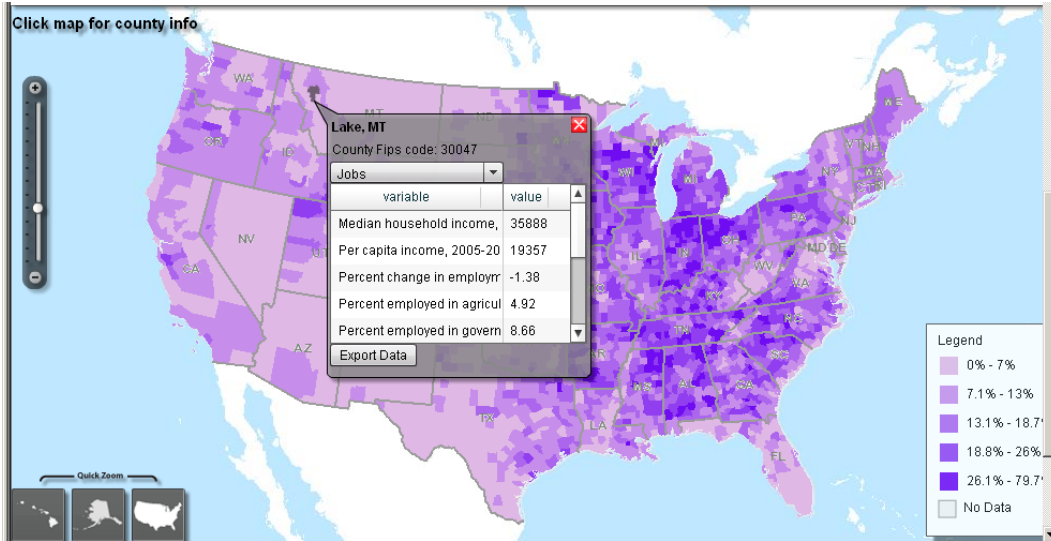 Click map for county info
WA
MT
ND
ME
Lake, MT
County Fips code: 30047
Jobs
variable value
Median household income, 35888
Per capita income, 2005-20 19357
Percent change in employm -1.38
Percent employed in agricul 4.92
Percent employed in govern 8.66
Export Data
OR
ID
WI
MI
NY
VT
NH
MA
CT
RI
NV
UT
CA
IL
IN
OH
PA
NJ
MD
DE
WV
VA
KY
AZ
TN
NC
AR
SC
MS
AL
GA
TX
LA
FL
Legend
0% - 7%
7.1% - 13%
13.1% - 18.7
18.8% - 26%
26.1% - 79.7
No Data
Quick Zoom